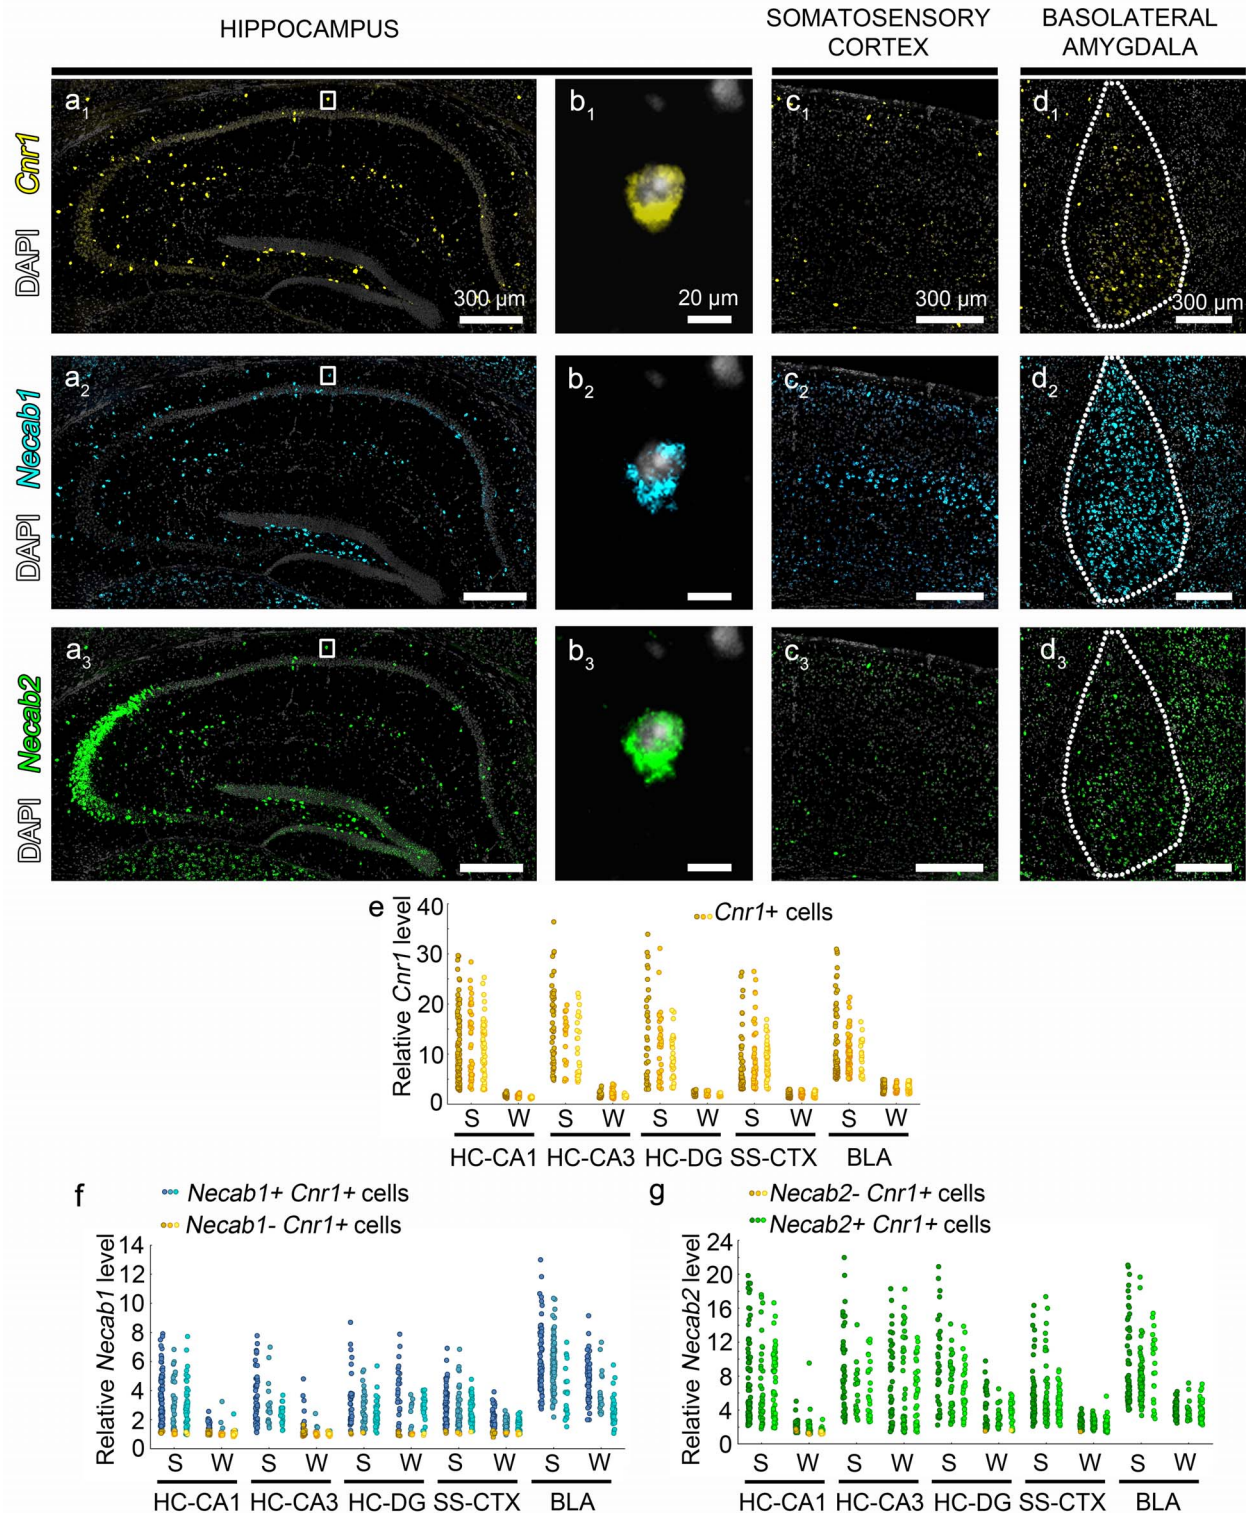 HIPPOCAMPUS
SOMATOSENSORY
CORTEX
BASOLATERAL
AMYGDALA
DAPI Cnr1
a1
300 µm
b1
20 µm
c1
300 µm
d1
300 µm
DAPI Necab1
a2
b2
c2
d2
DAPI Necab2
a3
b3
c3
d3
e
Cnr1+ cells
Relative Cnr1 level
40
30
20
10
0
S W S W S W S W S W
HC-CA1 HC-CA3 HC-DG SS-CTX BLA
f
Necab1+ Cnr1+ cells
Necab1- Cnr1+ cells
Relative Necab1 level
14
12
10
8
6
4
2
0
S W S W S W S W S W
HC-CA1 HC-CA3 HC-DG SS-CTX BLA
g
Necab2- Cnr1+ cells
Necab2+ Cnr1+ cells
Relative Necab2 level
24
20
16
12
8
4
0
S W S W S W S W S W
HC-CA1 HC-CA3 HC-DG SS-CTX BLA